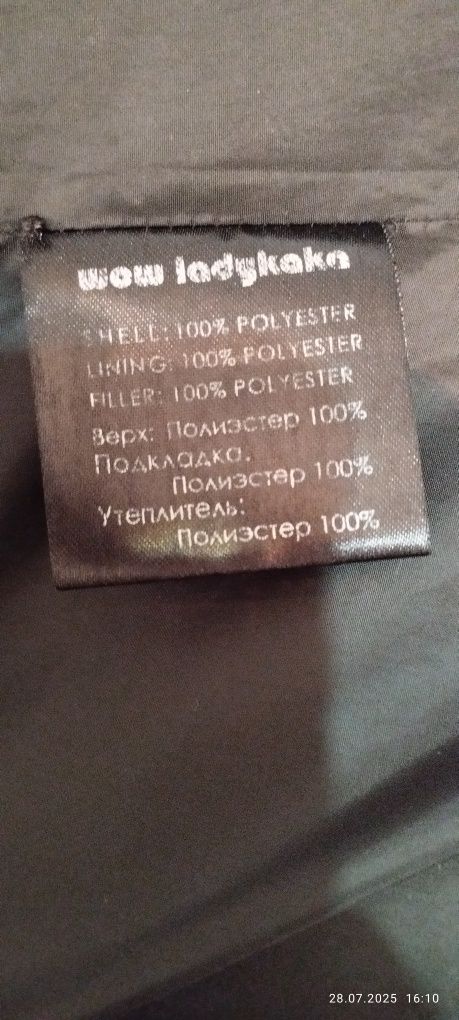 wow ladykaka
SHELL: 100% POLYESTER
LINING: 100% POLYESTER
FILLER: 100% POLYESTER
Верх: Полиэстер 100%
Подкладка.
Полиэстер 100%
Утеплитель:
Полиэстер 100%
28.07.2025 16:10